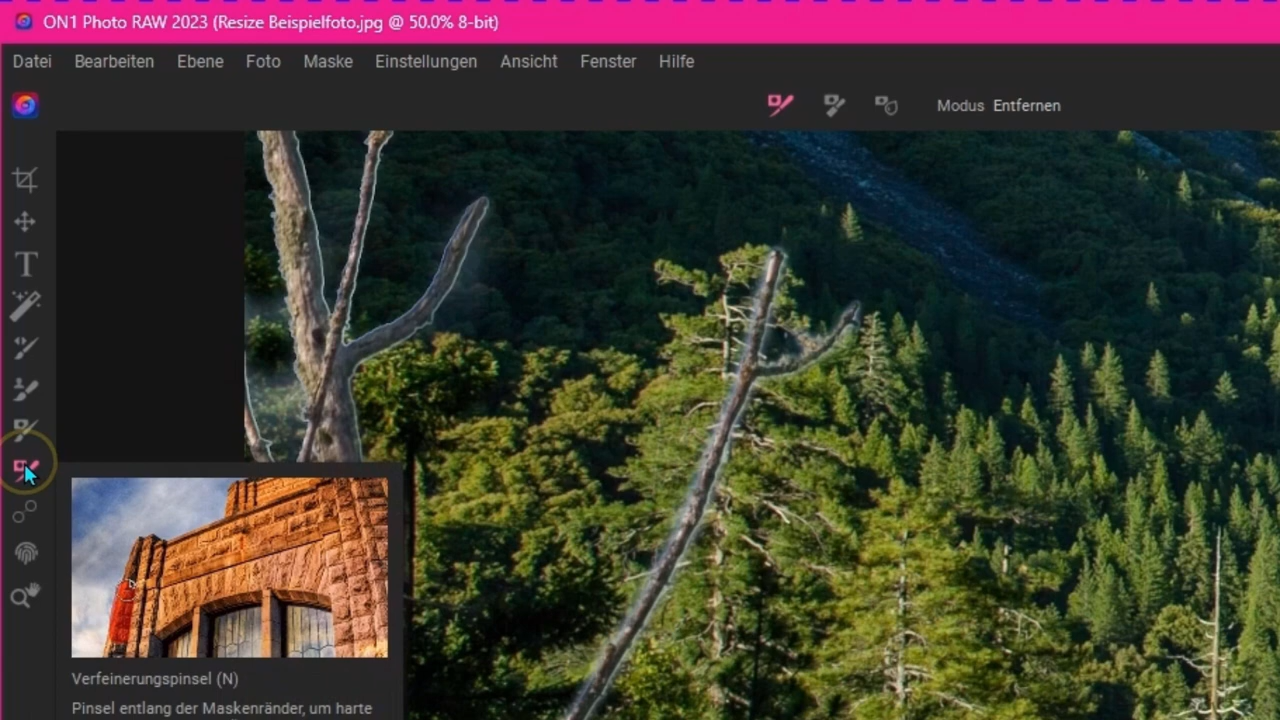 ON1 Photo RAW 2023 (Resize Beispielfoto.jpg @ 50.0% 8-bit)
Datei Bearbeiten Ebene Foto Maske Einstellungen Ansicht Fenster Hilfe
Modus Entfernen
Verfeinerungspinsel (N)
Pinsel entlang der Maskenränder, um harte